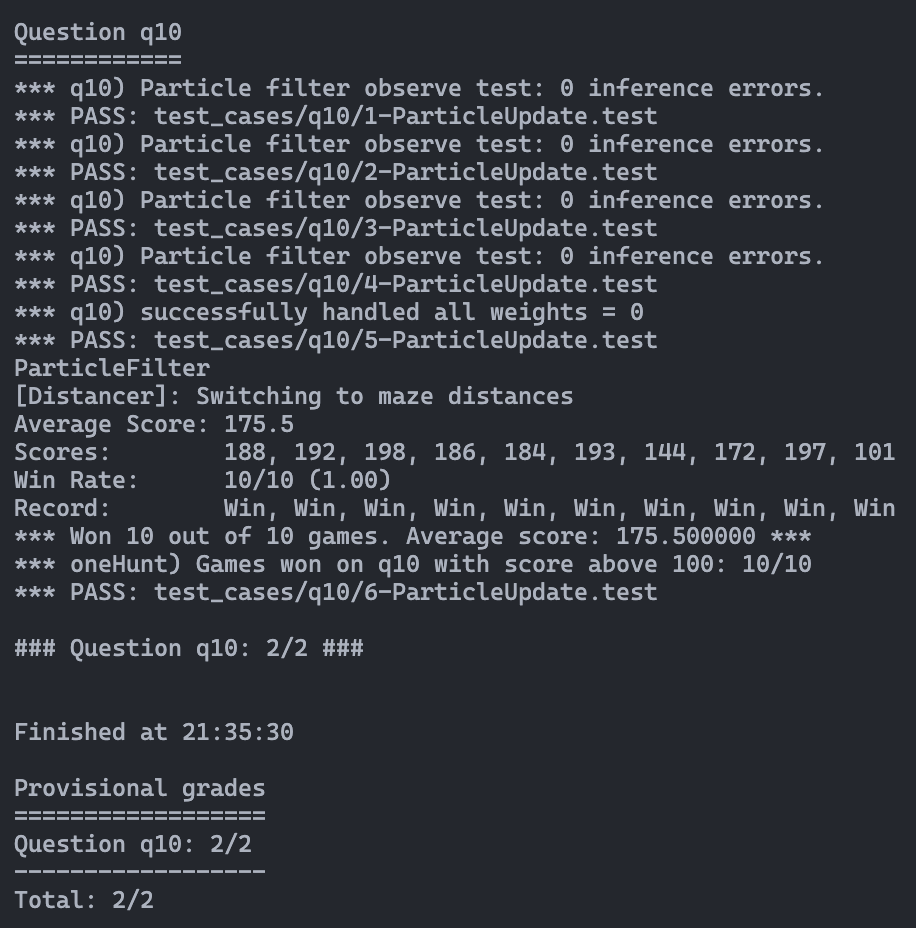 Question q10
============
*** q10) Particle filter observe test: 0 inference errors.
*** PASS: test_cases/q10/1-ParticleUpdate.test
*** q10) Particle filter observe test: 0 inference errors.
*** PASS: test_cases/q10/2-ParticleUpdate.test
*** q10) Particle filter observe test: 0 inference errors.
*** PASS: test_cases/q10/3-ParticleUpdate.test
*** q10) Particle filter observe test: 0 inference errors.
*** PASS: test_cases/q10/4-ParticleUpdate.test
*** q10) successfully handled all weights = 0
*** PASS: test_cases/q10/5-ParticleUpdate.test
ParticleFilter
[Distancer]: Switching to maze distances
Average Score: 175.5
Scores:        188, 192, 198, 186, 184, 193, 144, 172, 197, 101
Win Rate:      10/10 (1.00)
Record:        Win, Win, Win, Win, Win, Win, Win, Win, Win, Win
*** Won 10 out of 10 games. Average score: 175.500000 ***
*** oneHunt) Games won on q10 with score above 100: 10/10
*** PASS: test_cases/q10/6-ParticleUpdate.test

### Question q10: 2/2 ###


Finished at 21:35:30

Provisional grades
==================
Question q10: 2/2
------------------
Total: 2/2